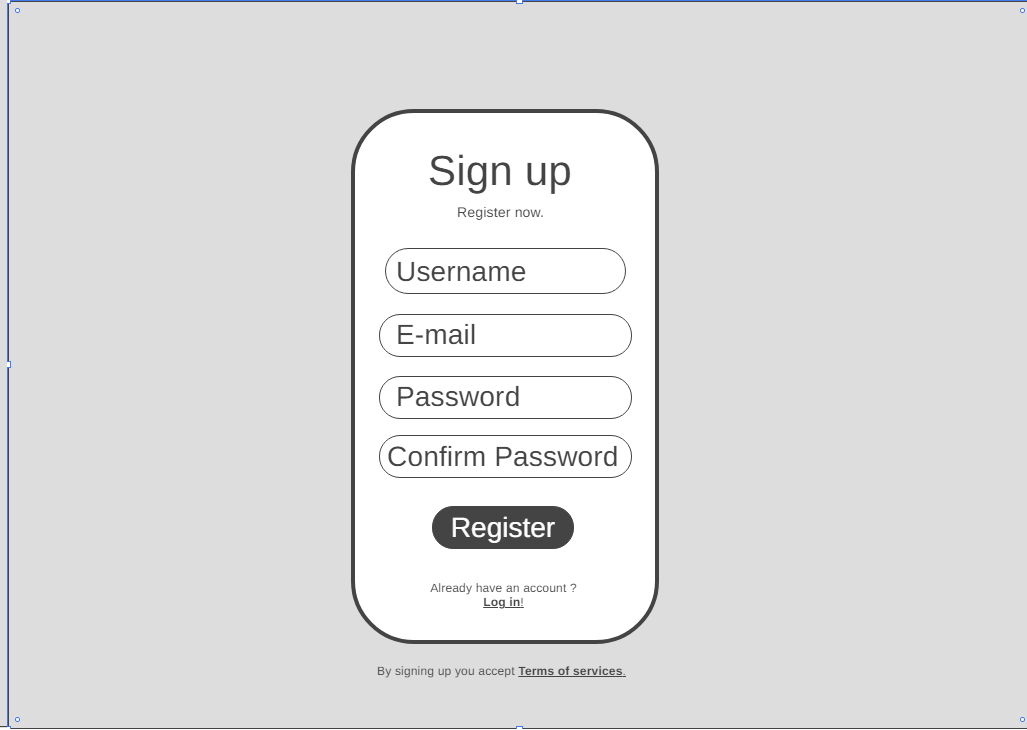 Sign up
Register now.
Username
E-mail
Password
Confirm Password
Register
Already have an account ?
Log in!
By signing up you accept Terms of services.